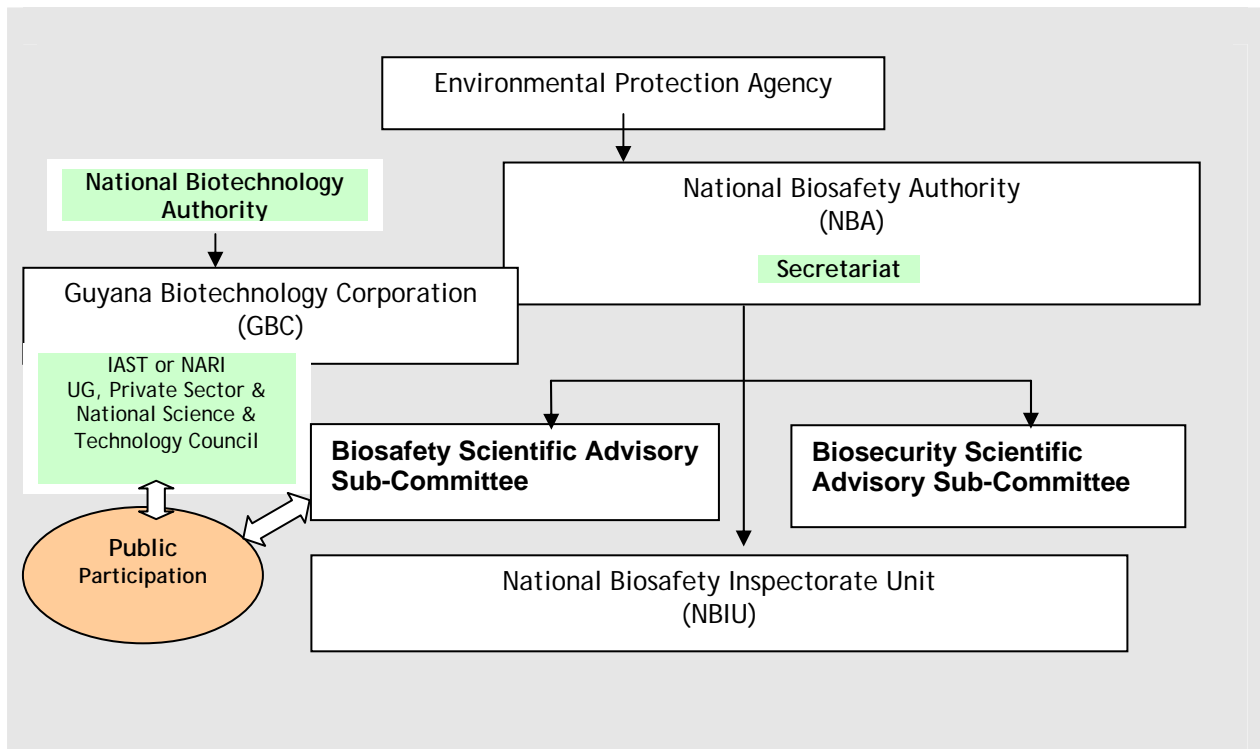 Environmental Protection Agency
National Biotechnology
Authority
National Biosafety Authority
(NBA)
Secretariat
Guyana Biotechnology Corporation
(GBC)
IAST or NARI
UG, Private Sector &
National Science &
Technology Council
Biosafety Scientific Advisory
Sub-Committee
Biosecurity Scientific
Advisory Sub-Committee
Public
Participation
National Biosafety Inspectorate Unit
(NBIU)